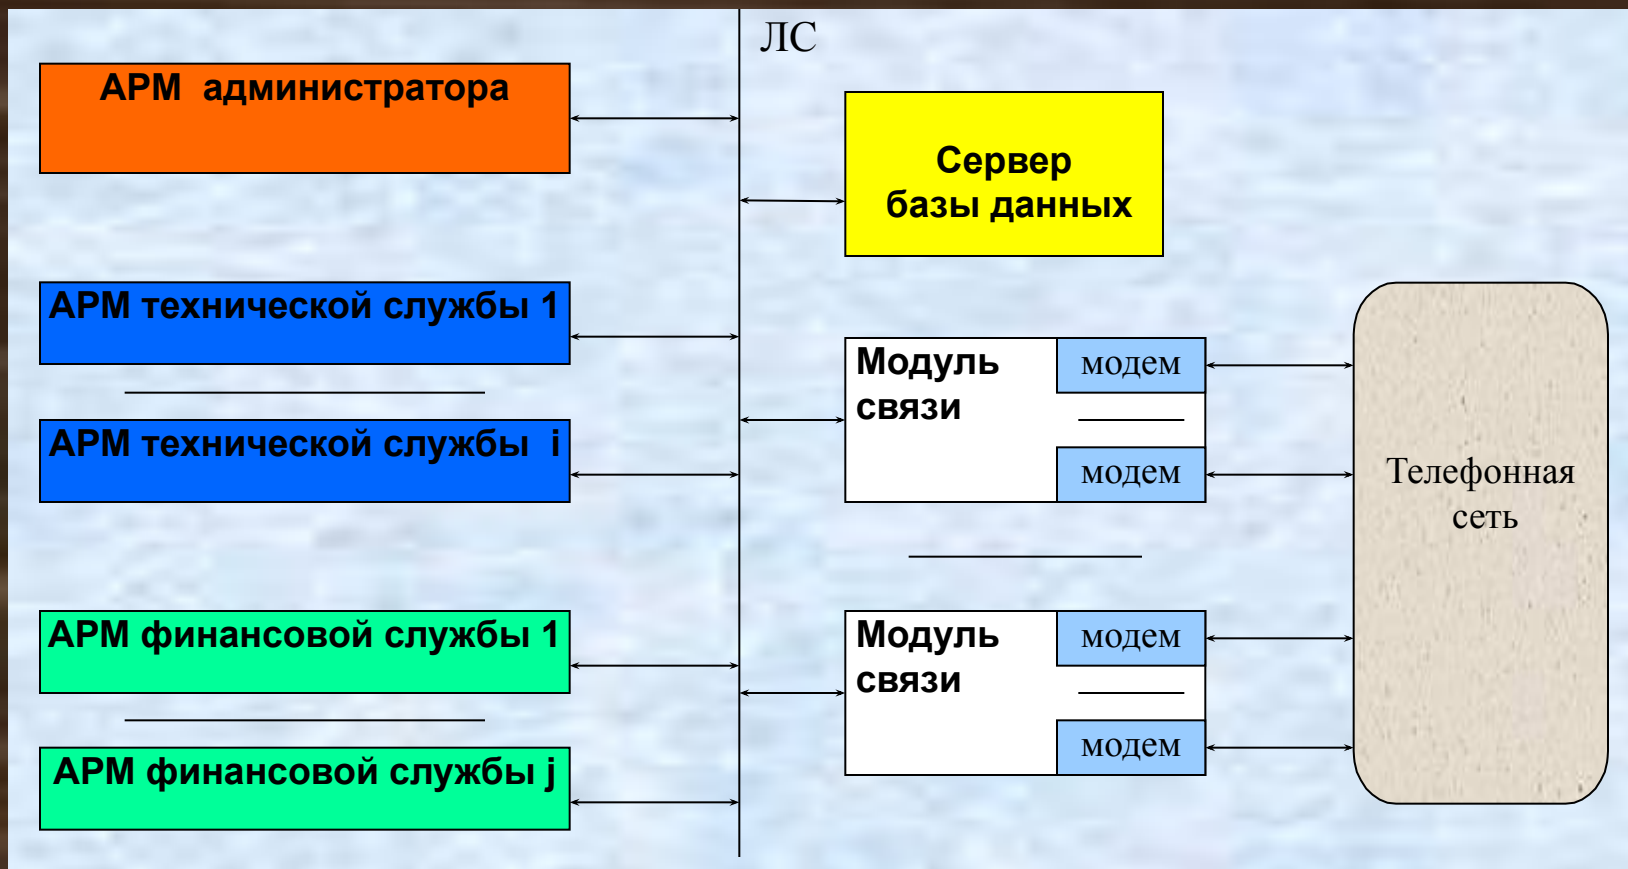 ЛС
АРМ администратора
Сервер
базы данных
АРМ технической службы 1
АРМ технической службы i
Модуль
связи
модем
модем
Телефонная
сеть
АРМ финансовой службы 1
АРМ финансовой службы j
Модуль
связи
модем
модем